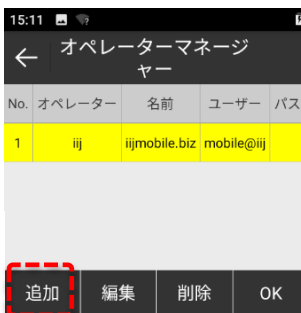 15:11
オペレーターマネージ
ャー
No. オペレーター 名前 ユーザー パス
1 iij iijmobile.biz mobile@iij
追加 編集 削除 OK